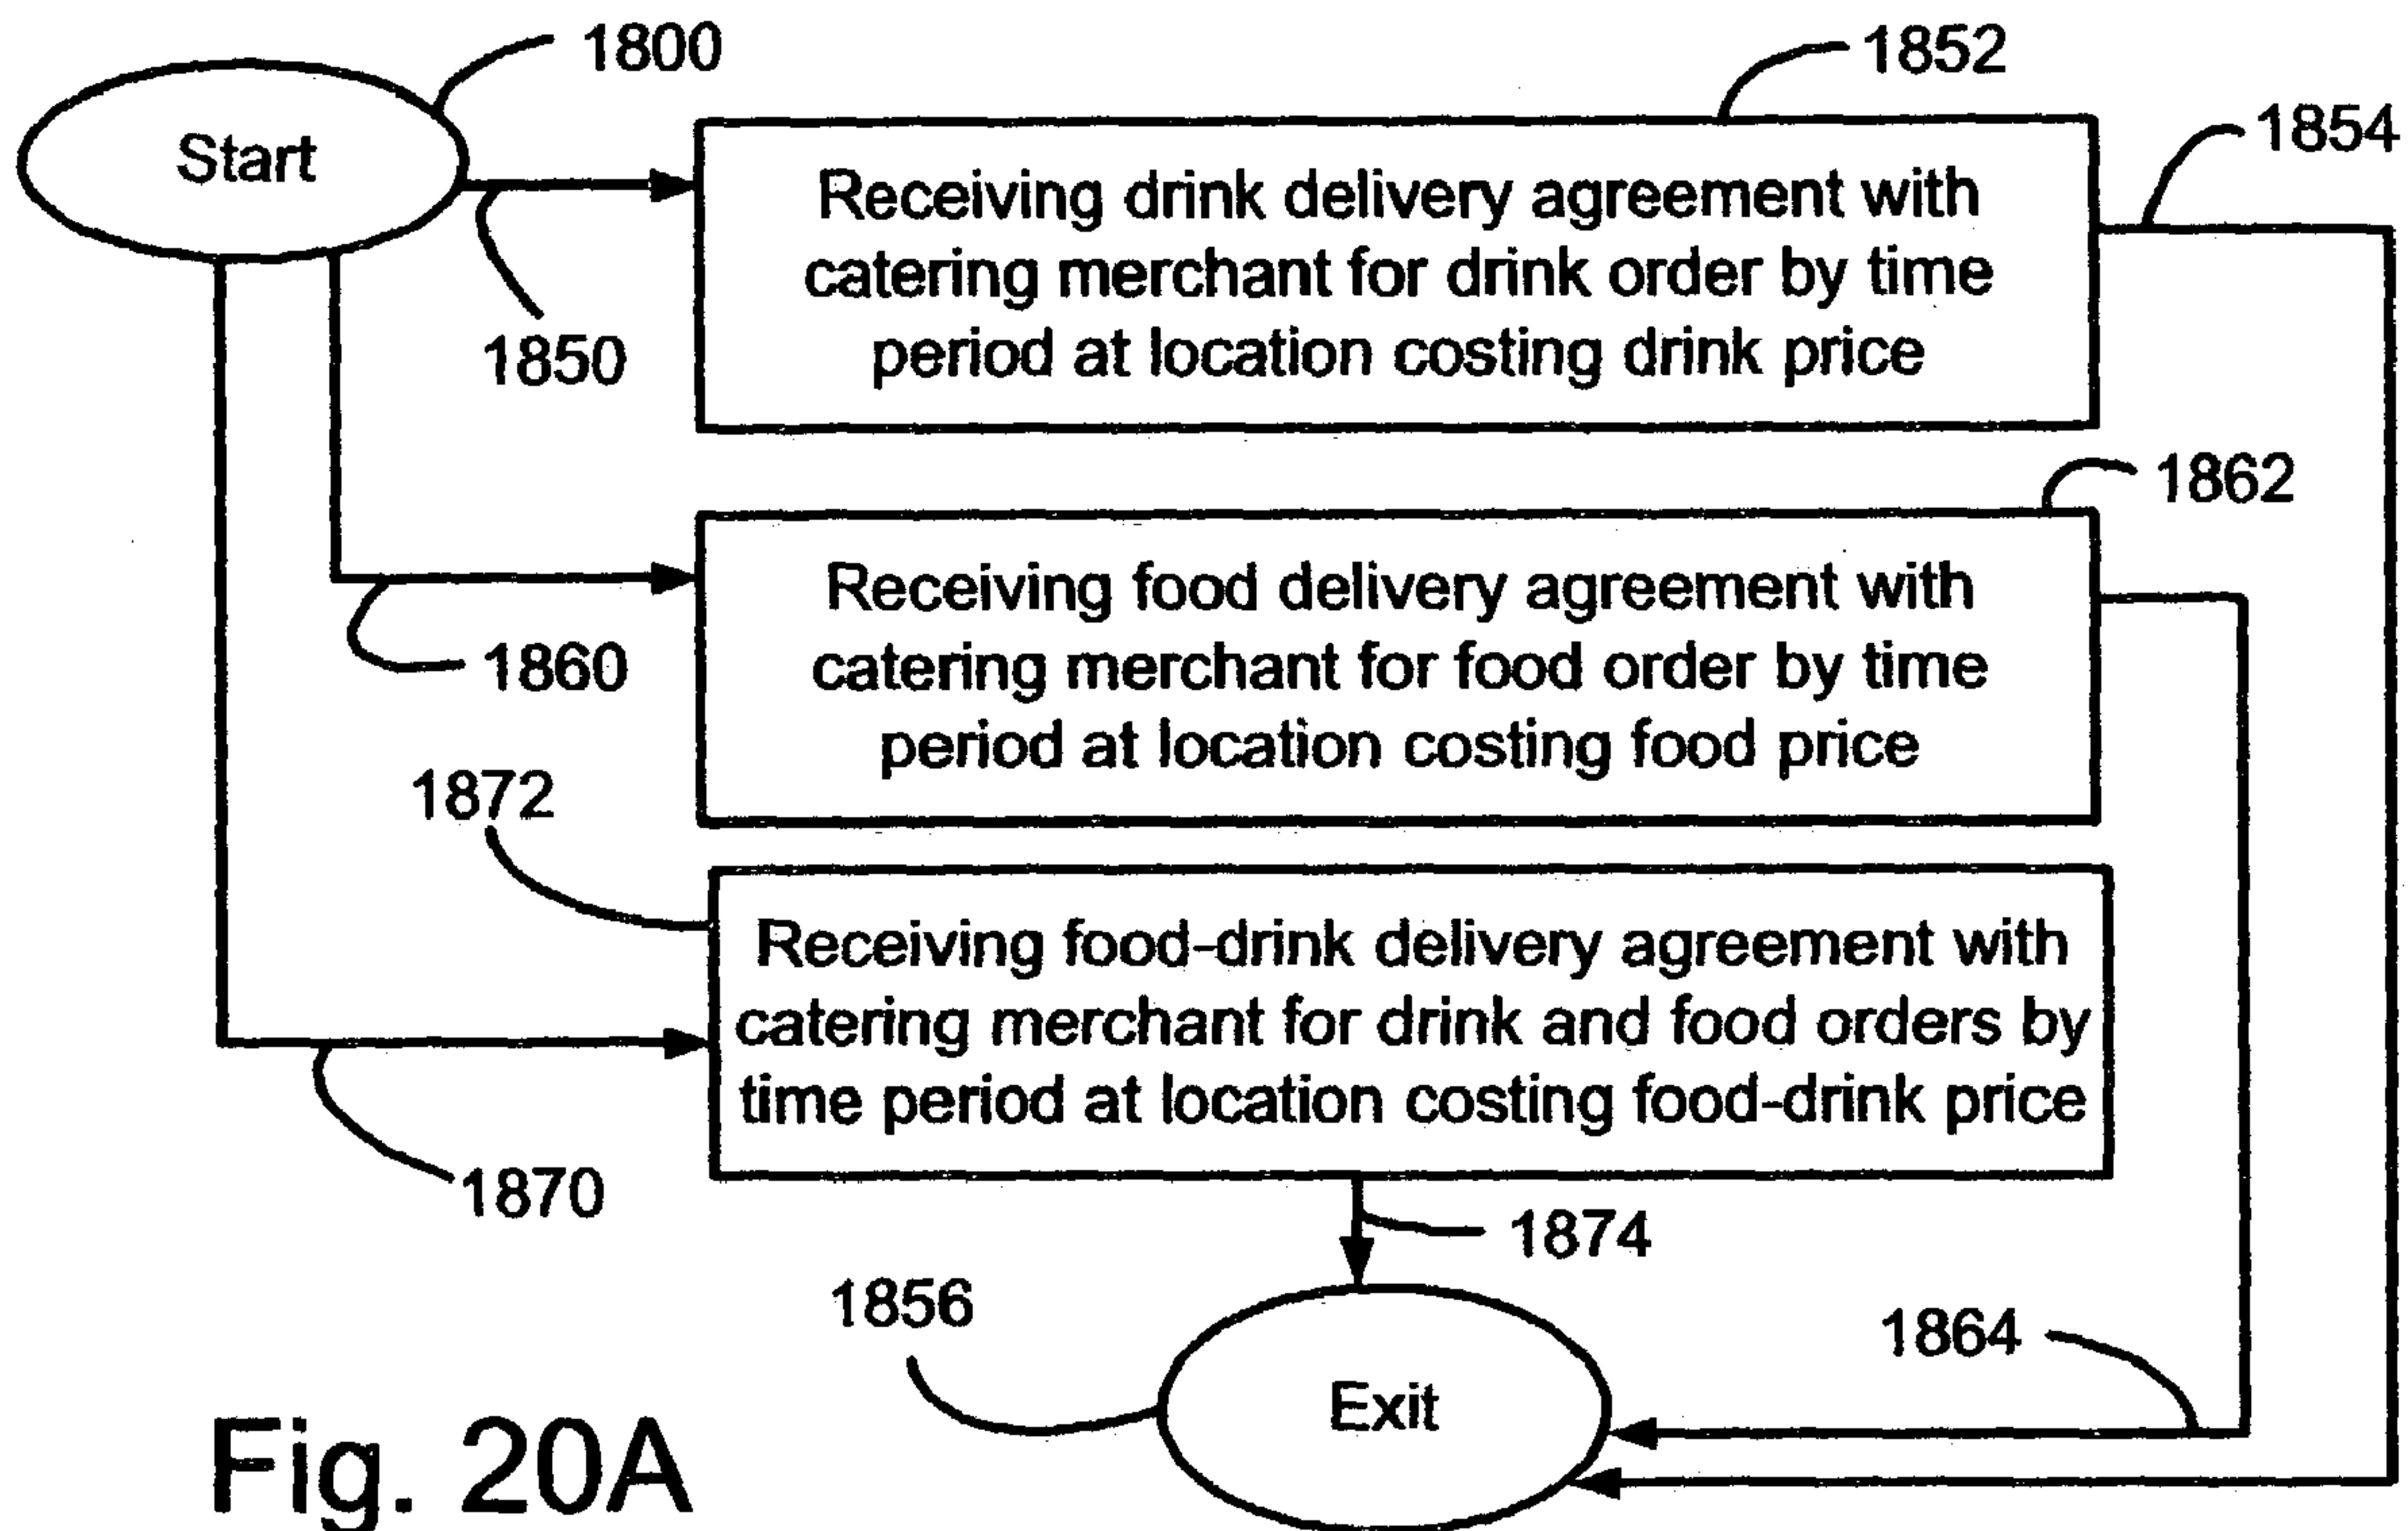 1800
1852
1854
Start
Receiving drink delivery agreement with
catering merchant for drink order by time
period at location costing drink price
1850
1862
Receiving food delivery agreement with
catering merchant for food order by time
period at location costing food price
1860
1872
Receiving food-drink delivery agreement with
catering merchant for drink and food orders by
time period at location costing food-drink price
1870
1874
1856
1864
Exit
Fig. 20A